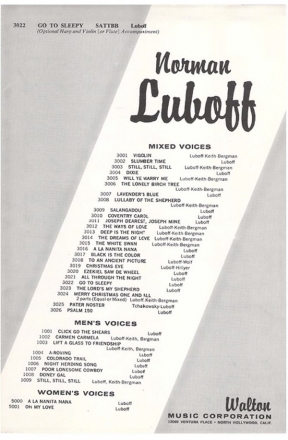 3022 GO TO SLEEPY SATTBB Luboff
(Optional Harp and Violin (or Flute) Accompaniment)
Norman
Luboff
MIXED VOICES
3001 VIGOLIN Luboff-Keith-Bergman
3002 SLUMBER TIME Luboff
3003 STILL, STILL, STILL Luboff-Keith-Bergman
3004 DODE Luboff
3005 WILL YE MARRY ME Luboff-Keith-Bergman
3006 THE LONELY BIRCH TREE
Luboff-Keith-Bergman
3007 LAVENDER'S BLUE Luboff
3008 LULLABY OF THE SHEPHERD
Luboff-Keith-Bergman
3009 SALANGADOU Luboff
3010 COVENTRY CAROL Luboff
3011 JOSEPH DEAREST, JOSEPH MINE Luboff
3012 THE WAYS OF LOVE Luboff-Keith-Bergman
3013 DEEP IS THE NIGHT Luboff-Keith-Bergman
3014 THE DREAMS OF LOVE Luboff-Keith-Bergman
3015 THE WHITE SWAN Luboff-Keith-Bergman
3016 A LA NANITA NANA Luboff
3017 BLACK IS THE COLOR Luboff
3018 TO AN ANCIENT PICTURE Luboff-Wolf
3019 CHRISTMAS EVE
3020 EZEKIEL SAW DE WHEEL Luboff
3021 ALL THROUGH THE NIGHT Luboff
3022 GO TO SLEEPY Luboff
3023 THE LORD'S MY SHEPHERD Luboff
3024 MERRY CHRISTMAS ONE AND ALL
2 parts (Equal or Mixed) Luboff, Keith-Bergman
3025 PATER NOSTER Tchaikovsky-Luboff
3026 PSALM 150 Luboff
MEN'S VOICES
1001 CLICK GO THE SHEARS Luboff
1002 CARMEN CARMELA Luboff-Keith, Bergman
1003 LIFT A GLASS TO FRIENDSHIP
Luboff, Keith, Bergman
1004 A-ROVING Luboff
1005 COLORADO TRAIL Luboff
1006 NIGHT HERDING SONG Luboff
1007 POOR LONESOME COWBOY Luboff
1008 DONEY GAL Luboff
1009 STILL, STILL, STILL Luboff, Keith-Bergman
WOMEN'S VOICES
5000 A LA NANITA NANA Luboff
5001 OH MY LOVE Luboff
Walton
MUSIC CORPORATION
NORTH HOLLYWOOD, CALIF.